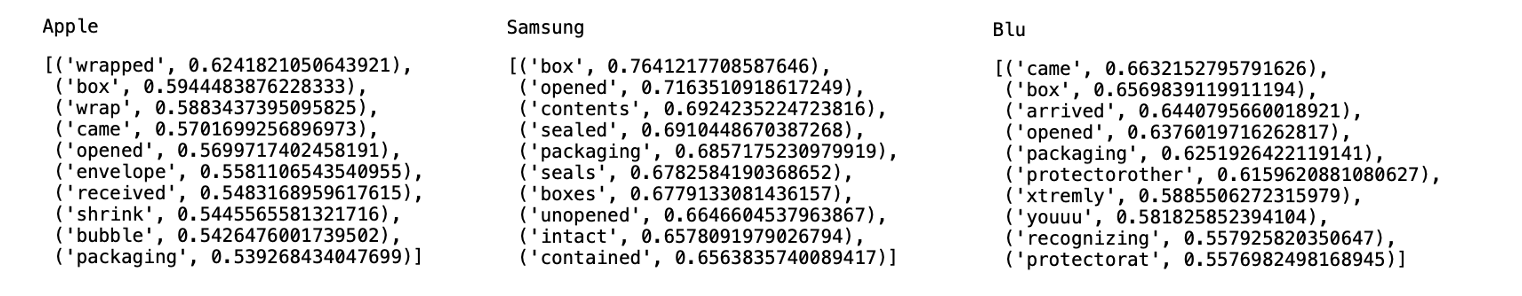 Apple
[('wrapped', 0.6241821050643921),
('box', 0.5944483876228333),
('wrap', 0.5883437395095825),
('came', 0.5701699256896973),
('opened', 0.5699717402458191),
('envelope', 0.5581106543540955),
('received', 0.5483168959617615),
('shrink', 0.5445565581321716),
('bubble', 0.5426476001739502),
('packaging', 0.539268434047699)]
Samsung
[('box', 0.7641217708587646),
('opened', 0.7163510918617249),
('contents', 0.6924235224723816),
('sealed', 0.6910448670387268),
('packaging', 0.6857175230979919),
('seals', 0.6782584190368652),
('boxes', 0.6779133081436157),
('unopened', 0.6646604537963867),
('intact', 0.6578091979026794),
('contained', 0.6563835740089417)]
Blu
[('came', 0.6632152795791626),
('box', 0.6569839119911194),
('arrived', 0.6440795660018921),
('opened', 0.6376019716262817),
('packaging', 0.6251926422119141),
('protectorother', 0.6159620881080627),
('xtremly', 0.5885506272315979),
('youuu', 0.581825852394104),
('recognizing', 0.557925820350647),
('protectorat', 0.5576982498168945)]